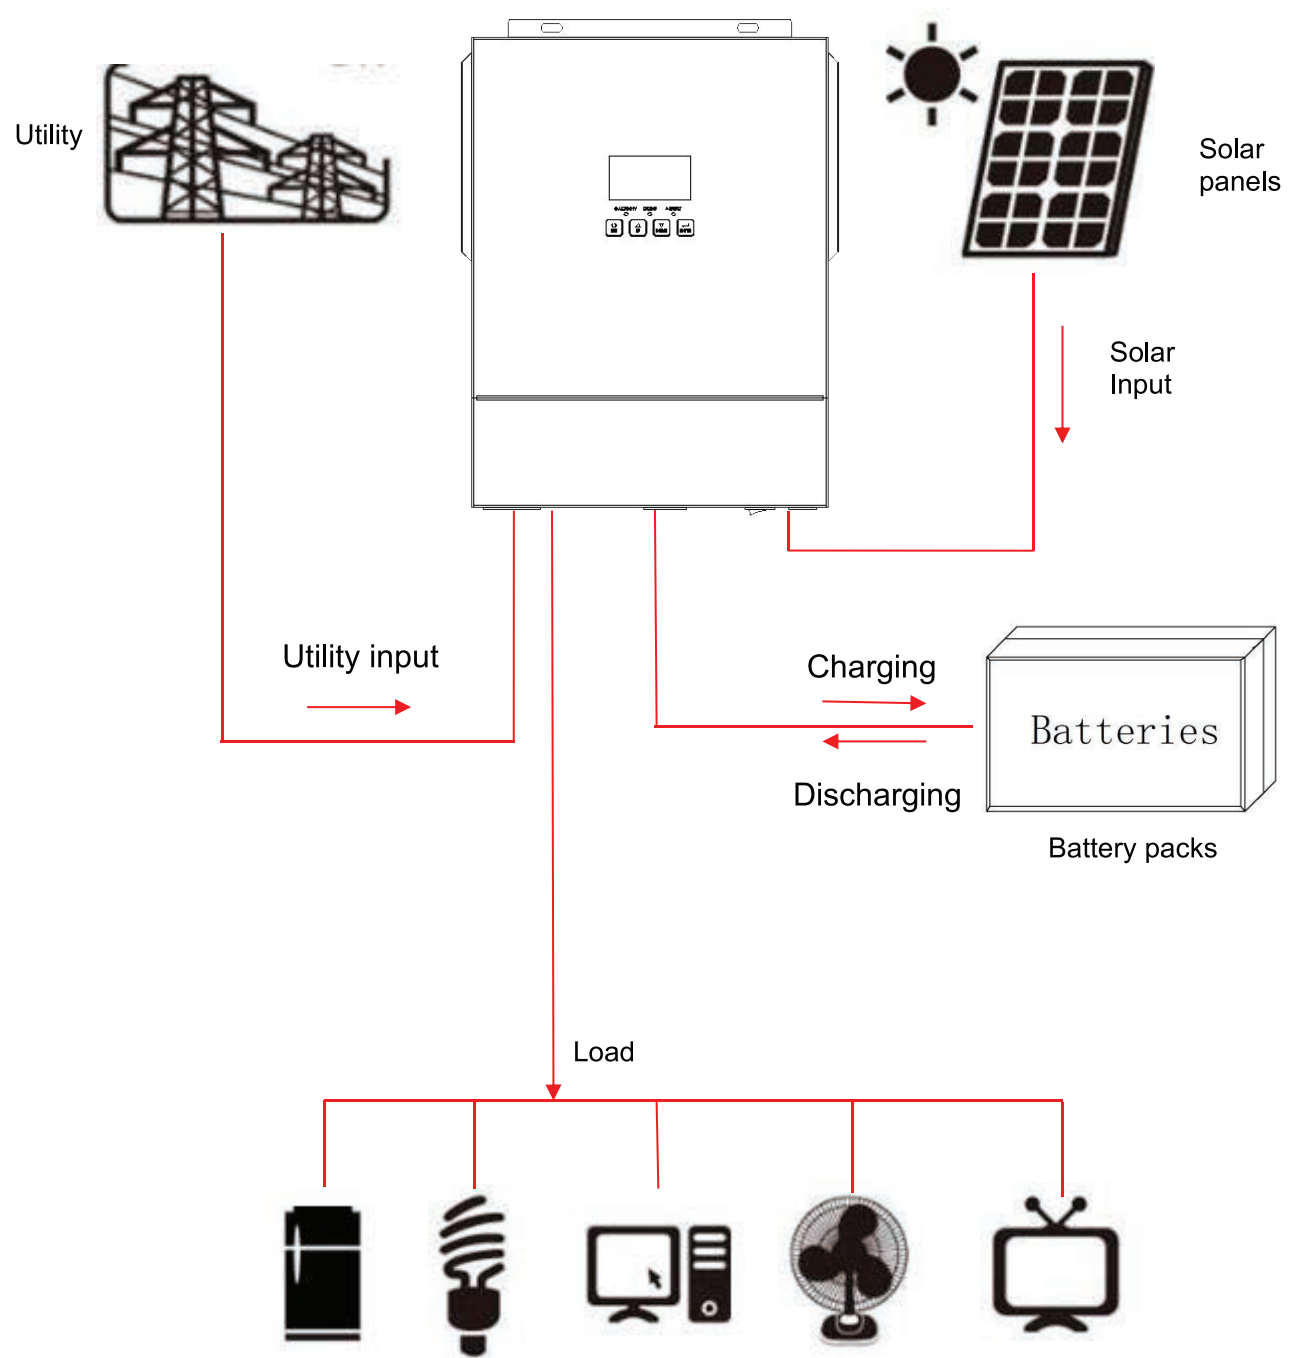 Utility
Solar
panels
Solar
Input
Utility input
Charging
Batteries
Discharging
Battery packs
Load